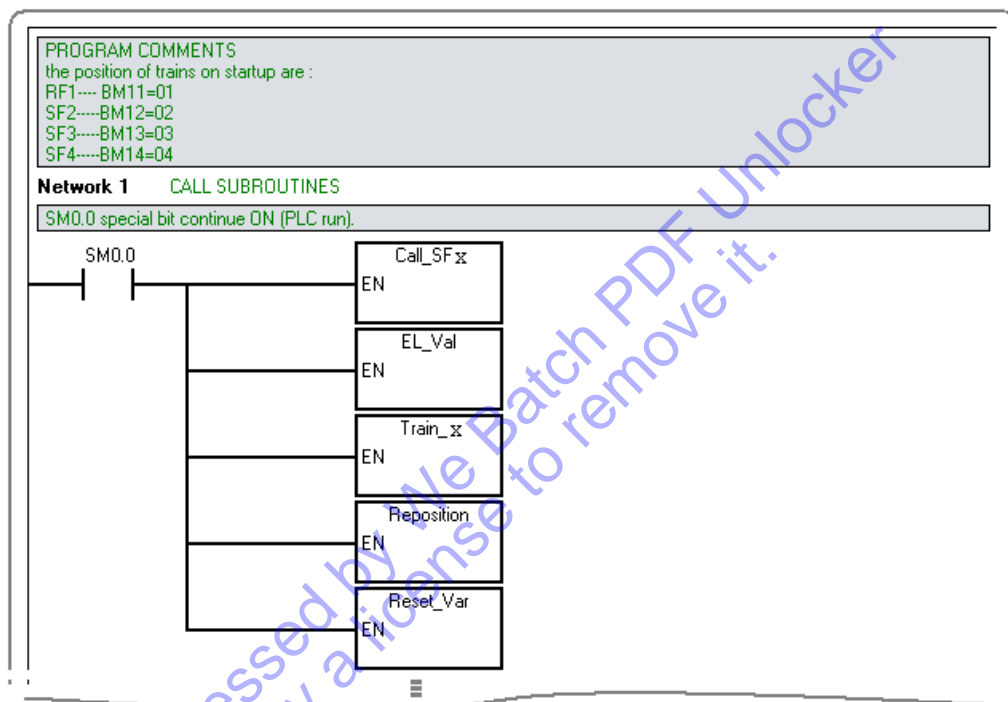 PROGRAM COMMENTS
the position of trains on startup are :
RF1---- BM11=01
SF2-----BM12=02
SF3-----BM13=03
SF4-----BM14=04
Network 1 CALL SUBROUTINES
SM0.0 special bit continue ON (PLC run).
SM0.0
Call_SFx
EN
EL_Val
EN
Train_x
EN
Reposition
EN
Reset_Var
EN
by We Batch PDF Unlocker
a license to remove it.